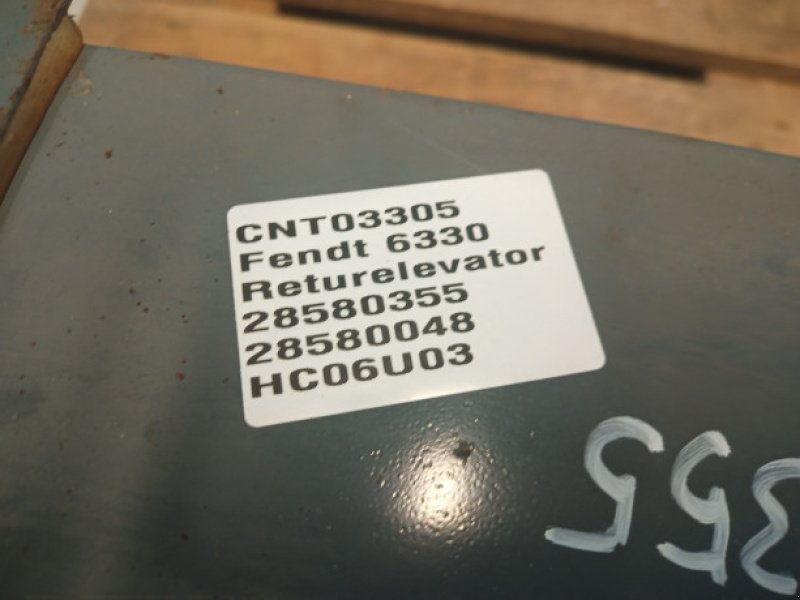 CNT03305
Fendt 6330
Returelevator
28580355
28580048
HC06U03
355